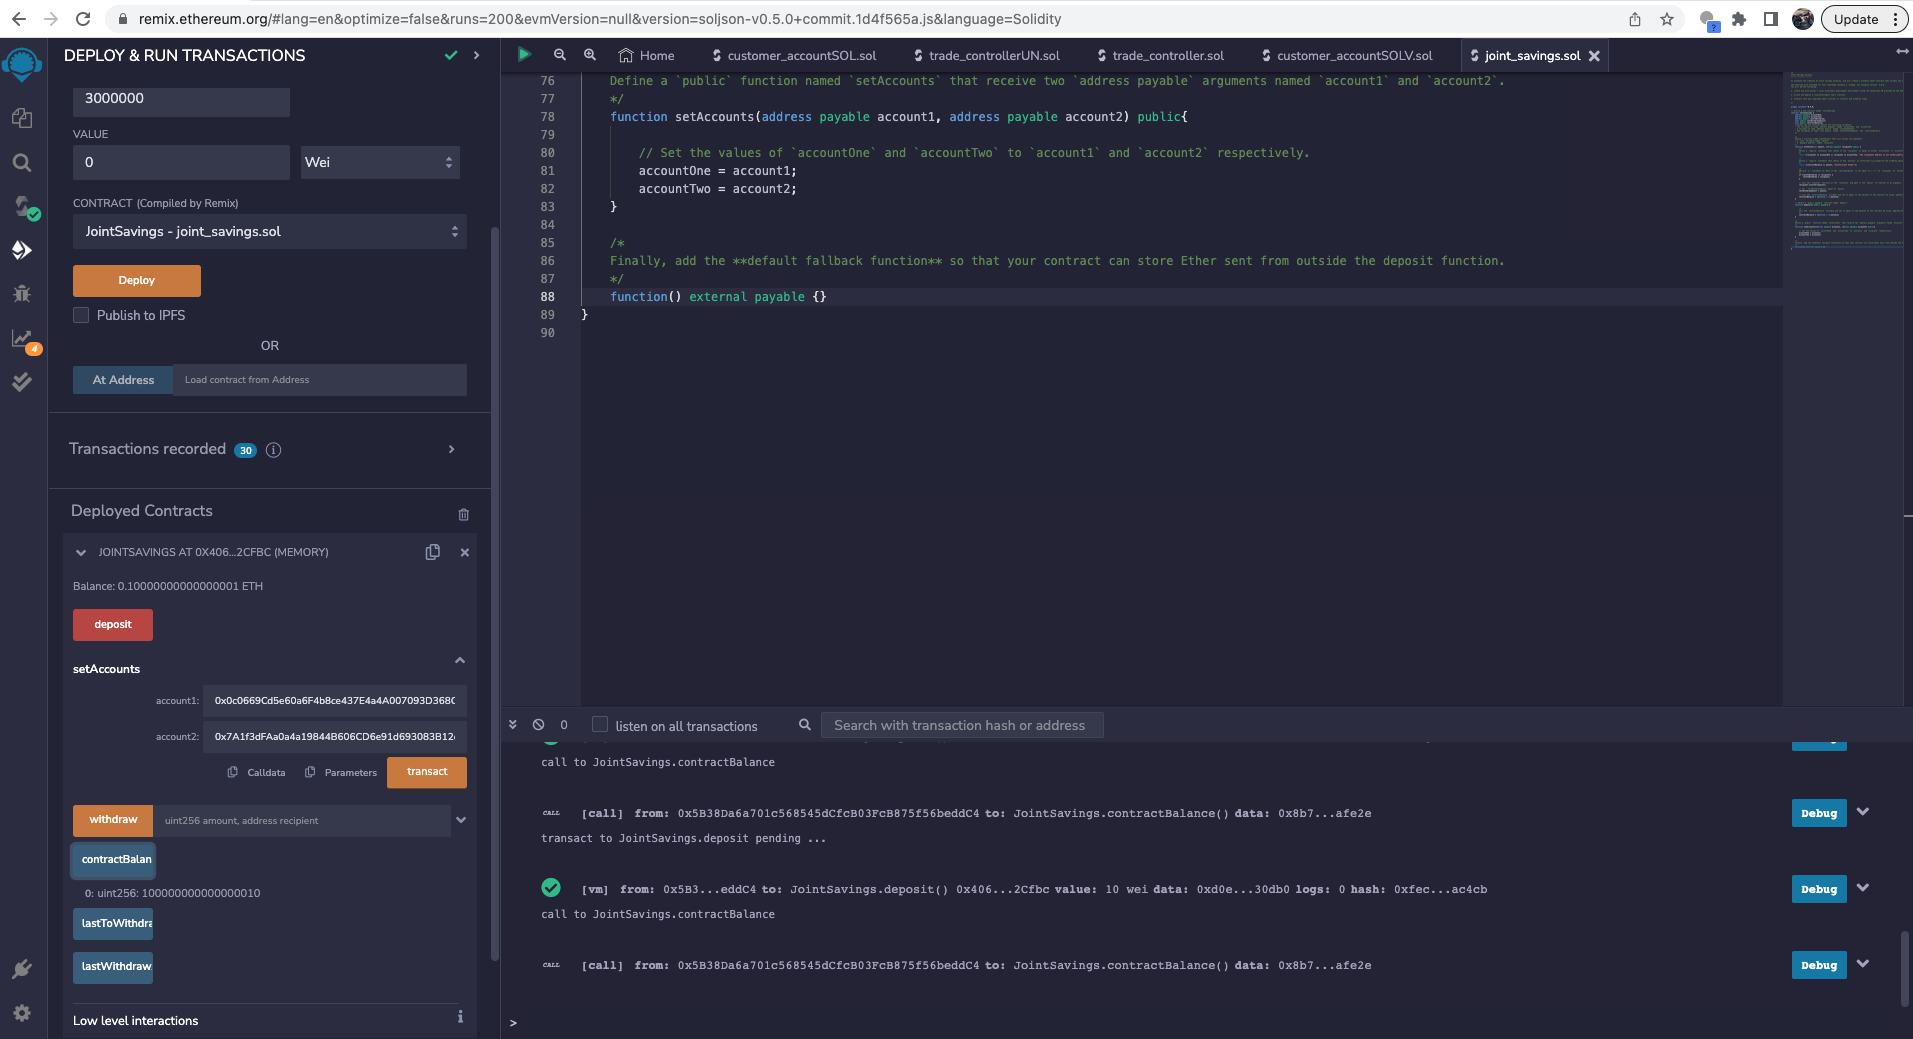 remix.ethereum.org/#lang=en&optimize=false&runs=200&evmVersion=null&version=soljson-v0.5.0+commit.1d4f565a.js&language=Solidity
Update
DEPLOY & RUN TRANSACTIONS
3000000
VALUE
0
Wei
CONTRACT (Compiled by Remix)
JointSavings - joint_savings.sol
Deploy
Publish to IPFS
OR
At Address
Load contract from Address
4
Transactions recorded 30
Deployed Contracts
JOINTSAVINGS AT 0X406...2CFBC (MEMORY)
Balance: 0.10000000000000001 ETH
deposit
setAccounts
account1: 0x0c0669Cd5e60a6F4b8ce437E4a4A007093D368C
account2: 0x7A1f3dFAa0a4a19844B606CD6e91d693083B12
Calldata
Parameters
transact
withdraw
uint256 amount, address recipient
contractBalan
0: uint256: 100000000000000010
lastToWithdra
lastWithdraw
Low level interactions
Home
customer_accountSOL.sol
trade_controllerUN.sol
trade_controller.sol
customer_accountSOLV.sol
joint_savings.sol
76 Define a `public` function named `setAccounts` that receive two `address payable` arguments named `account1` and `account2`.
77 */
78 function setAccounts(address payable account1, address payable account2) public{
79
80 // Set the values of `accountOne` and `accountTwo` to `account1` and `account2` respectively.
81 accountOne = account1;
82 accountTwo = account2;
83 }
84
85 /*
86 Finally, add the **default fallback function** so that your contract can store Ether sent from outside the deposit function.
87 */
88 function() external payable {}
89 }
90
0
listen on all transactions
Search with transaction hash or address
call to JointSavings.contractBalance
CALL [call] from: 0x5B38Da6a701c568545dCfcB03FcB875f56beddC4 to: JointSavings.contractBalance() data: 0x8b7...afe2e
Debug
transact to JointSavings.deposit pending ...
[vm] from: 0x5B3...eddC4 to: JointSavings.deposit() 0x406...2Cfbc value: 10 wei data: 0xd0e...30db0 logs: 0 hash: 0xfec...ac4cb
Debug
call to JointSavings.contractBalance
CALL [call] from: 0x5B38Da6a701c568545dCfcB03FcB875f56beddC4 to: JointSavings.contractBalance() data: 0x8b7...afe2e
Debug
>